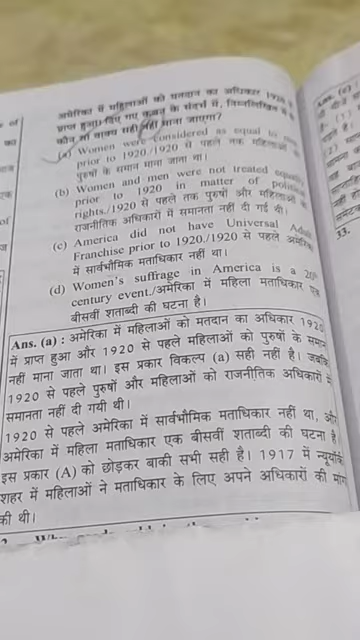 अमेरिका में महिलाओं को मतदान का अधिकार 1920 में
प्राप्त हुआ। दिए गए कथन के संदर्भ में, निम्नलिखित में से
कौन सा वाक्य सही नहीं माना जाएगा?
(a) Women were considered as equal to
prior to 1920./1920 से पहले तक महिलाओं को
पुरुषों के समान माना जाता था।
(b) Women and men were not treated equally
prior to 1920 in matter of political
rights./1920 से पहले तक पुरुषों और महिलाओं को
राजनीतिक अधिकारों में समानता नहीं दी गई थी।
(c) America did not have Universal Adult
Franchise prior to 1920./1920 से पहले अमेरिका
में सार्वभौमिक मताधिकार नहीं था।
(d) Women's suffrage in America is a 20th
century event./अमेरिका में महिला मताधिकार एक
बीसवीं शताब्दी की घटना है।
Ans. (a) : अमेरिका में महिलाओं को मतदान का अधिकार 1920
में प्राप्त हुआ और 1920 से पहले महिलाओं को पुरुषों के समान
नहीं माना जाता था। इस प्रकार विकल्प (a) सही नहीं है। जबकि
1920 से पहले पुरुषों और महिलाओं को राजनीतिक अधिकारों में
समानता नहीं दी गयी थी।
1920 से पहले अमेरिका में सार्वभौमिक मताधिकार नहीं था, और
अमेरिका में महिला मताधिकार एक बीसवीं शताब्दी की घटना है।
इस प्रकार (A) को छोड़कर बाकी सभी सही है। 1917 में न्यूयॉर्क
शहर में महिलाओं ने मताधिकार के लिए अपने अधिकारों की मांग
की थी।
Ans. (c)
33.